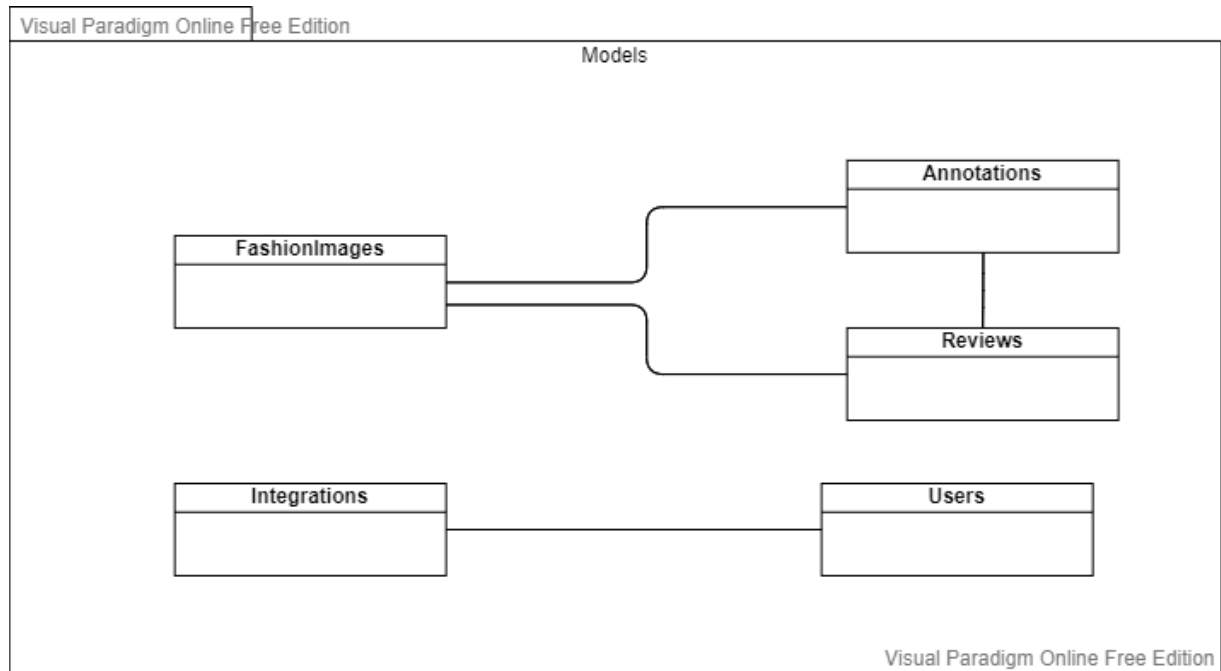 Visual Paradigm Online Free Edition
Models
Annotations
FashionImages
Reviews
Integrations
Users
Visual Paradigm Online Free Edition